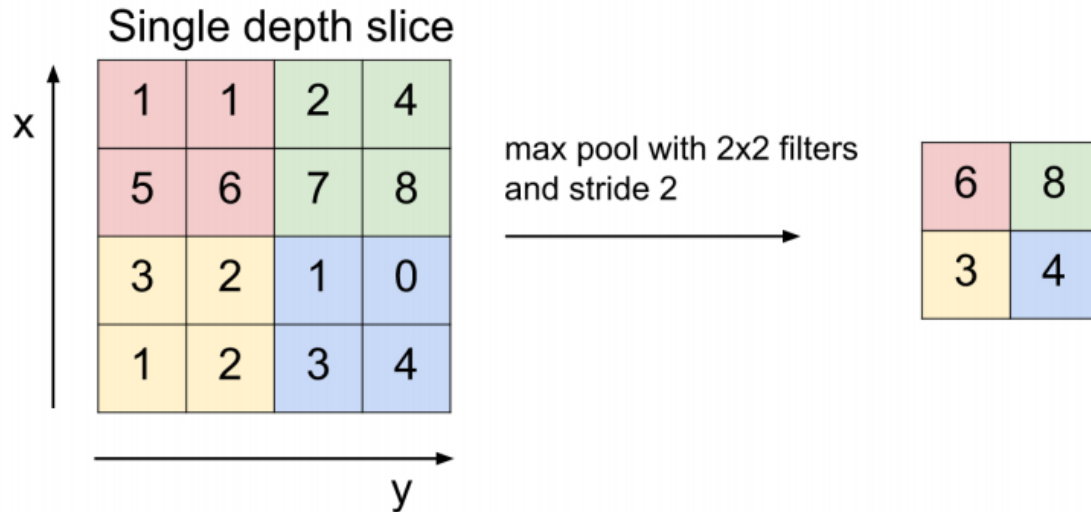 Single depth slice
x
1 1 2 4
5 6 7 8
3 2 1 0
1 2 3 4
y
max pool with 2x2 filters
and stride 2
6 8
3 4